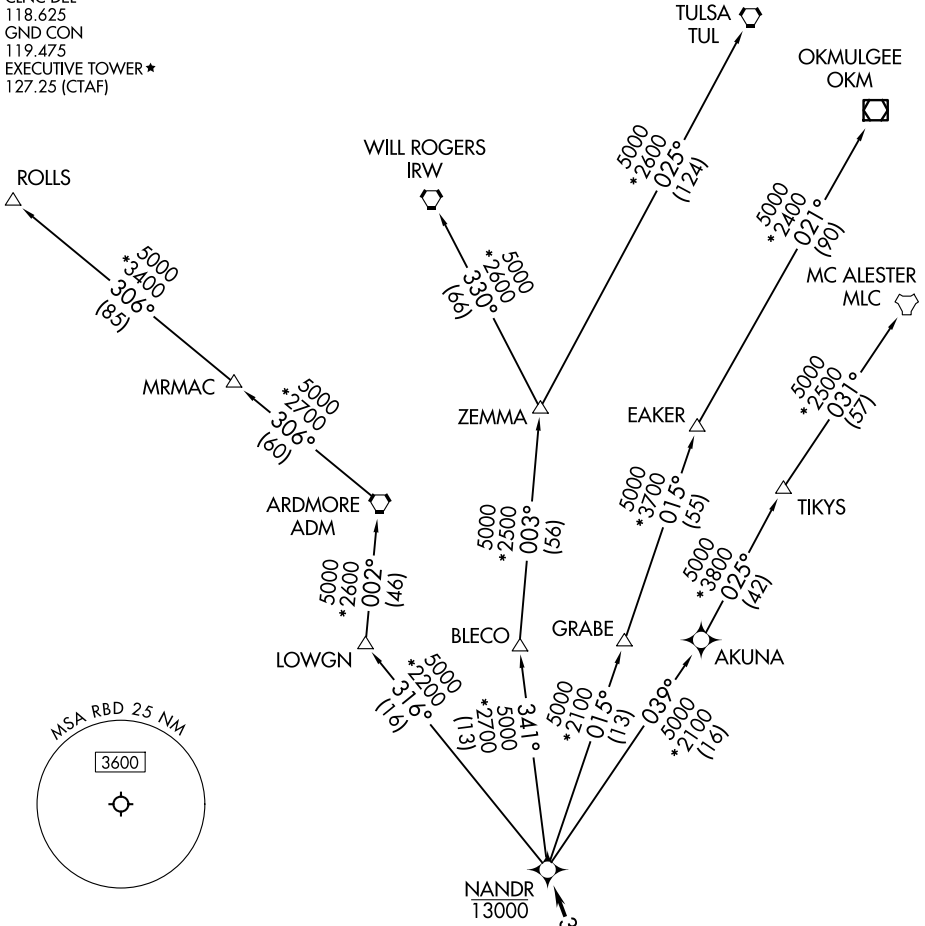 118.625
GND CON
119.475
EXECUTIVE TOWER★
127.25 (CTAF)
TULSA
TUL
OKMULGEE
OKM
WILL ROGERS
IRW
ROLLS
5000
*2600
025°
(124)
5000
*2400
021°
(90)
MC ALESTER
MLC
5000
*2600
330°
(66)
5000
*3400
306°
(85)
MRMAC
5000
*2700
306°
(60)
ZEMMA
EAKER
5000
*2500
031°
(57)
ARDMORE
ADM
5000
*3700
015°
(55)
TIKYS
5000
*2500
003°
(56)
5000
*2600
002°
(46)
5000
*3800
025°
(42)
LOWGN
BLECO
GRABE
AKUNA
5000
*2200
316°
(16)
341°
5000
*2700
(13)
5000
*2100
015°
(13)
039°
5000
*2100
(16)
MSA RBD 25 NM
3600
NANDR
13000